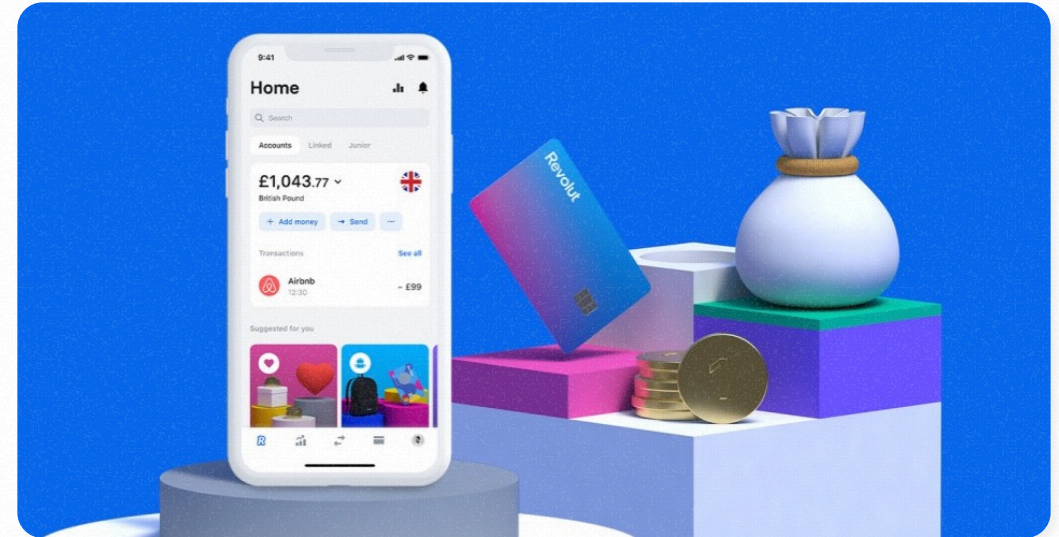 9:41
Home
Search
Accounts Linked Junior
£1,043.77
British Pound
+ Add money → Send ···
Transactions See all
Airbnb – £99
12:30
Suggested for you
R
Revolut